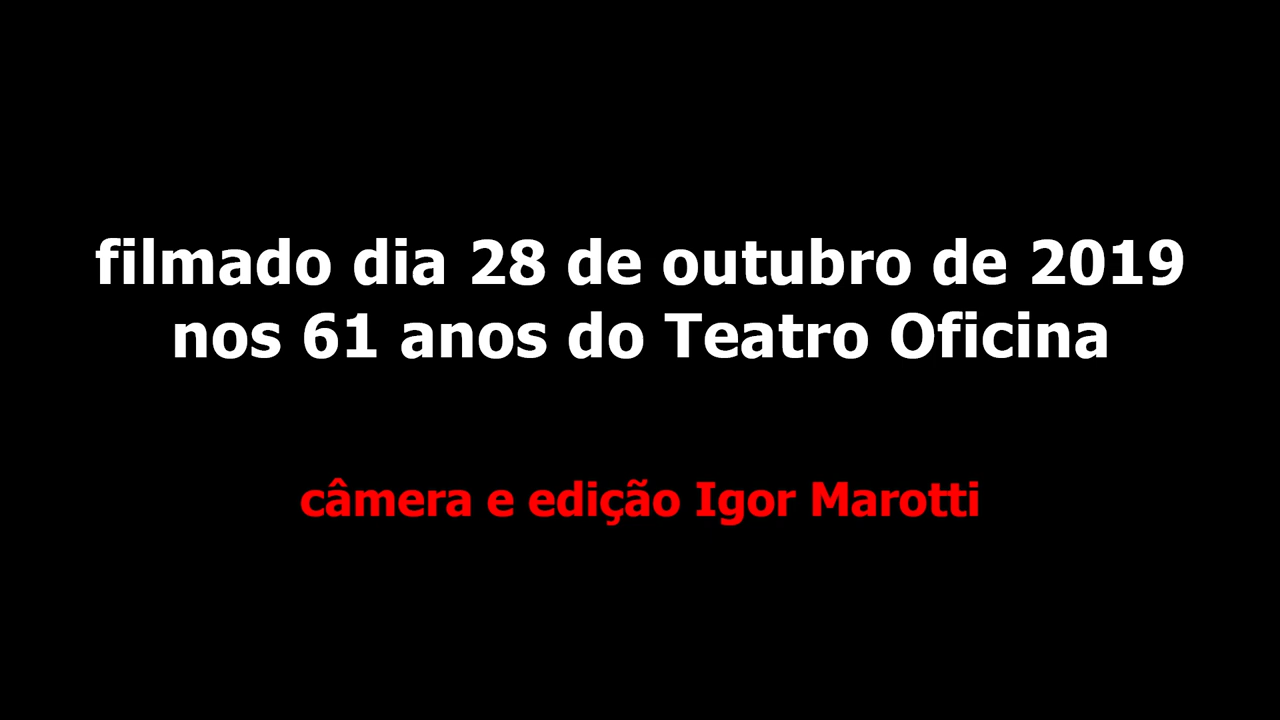 filmado dia 28 de outubro de 2019
nos 61 anos do Teatro Oficina
câmera e edição Igor Marotti